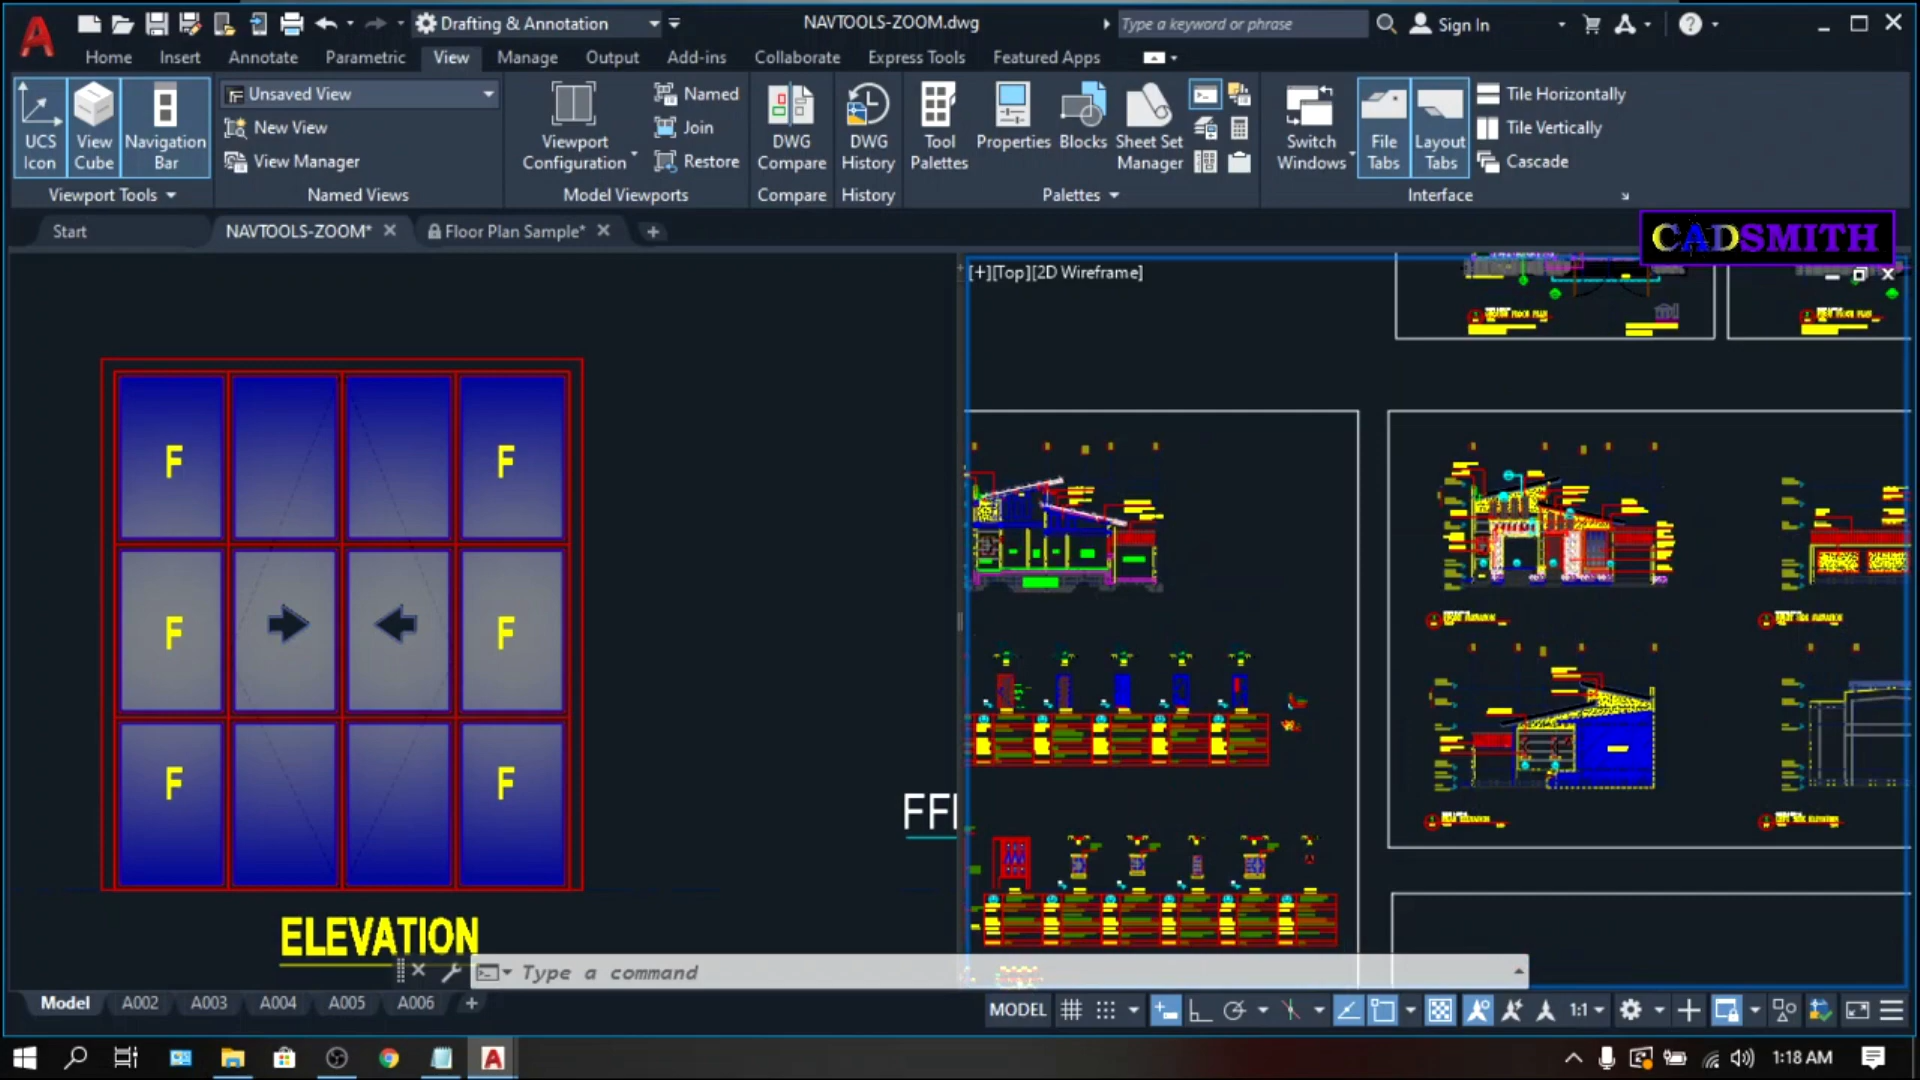 Drafting & Annotation
NAVTOOLS-ZOOM.dwg
Type a keyword or phrase
Sign In
Home Insert Annotate Parametric View Manage Output Add-ins Collaborate Express Tools Featured Apps
UCS Icon
View Cube
Navigation Bar
Viewport Tools
Unsaved View
New View
View Manager
Named Views
Viewport Configuration
Named
Join
Restore
Model Viewports
DWG Compare
Compare
DWG History
History
Tool Palettes
Properties
Blocks
Sheet Set Manager
Palettes
Switch Windows
File Tabs
Layout Tabs
Tile Horizontally
Tile Vertically
Cascade
Interface
Start
NAVTOOLS-ZOOM*
Floor Plan Sample*
CADSMITH
[+][Top][2D Wireframe]
F F
F F
F F
ELEVATION
Type a command
Model A002 A003 A004 A005 A006
MODEL
1:1
1:18 AM